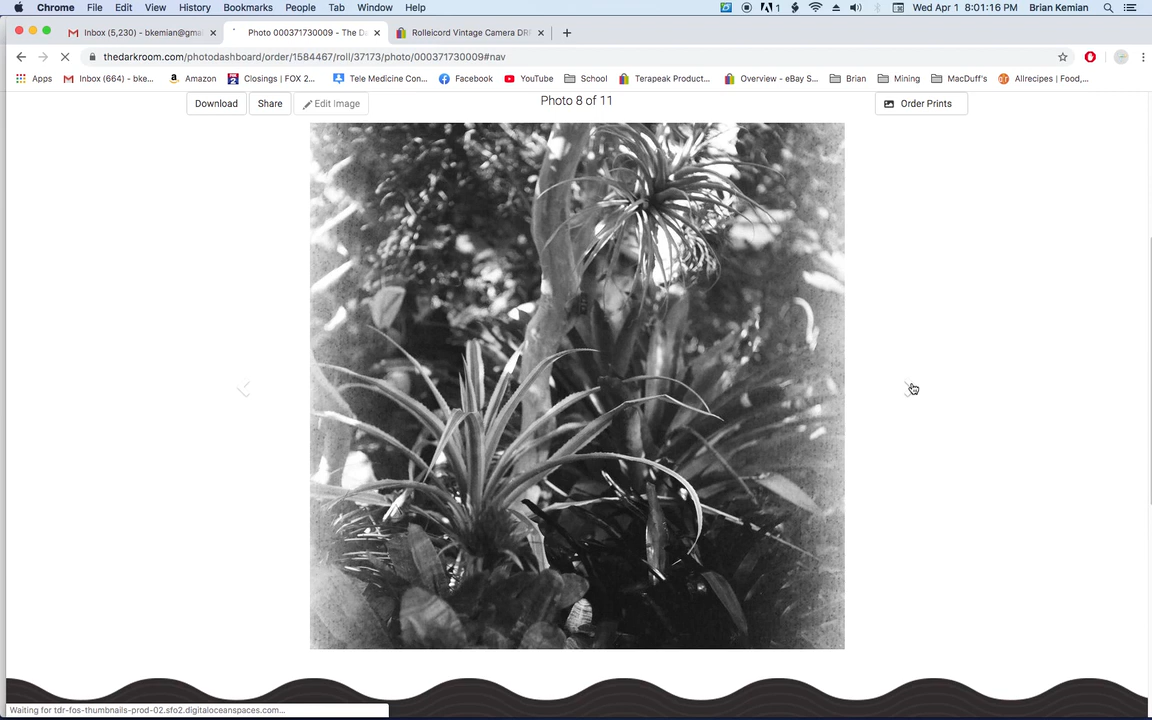 Chrome File Edit View History Bookmarks People Tab Window Help 1 Wed Apr 1 8:01:16 PM Brian Kemian
Inbox (5,230) - bkemian@gma Photo 000371730009 - The Da Rolleicord Vintage Camera DR
thedarkroom.com/photodashboard/order/1584467/roll/37173/photo/000371730009#nav
Apps Inbox (664) - bke... Amazon Closings | FOX 2... Tele Medicine Con... Facebook YouTube School Terapeak Product... Overview - eBay S... Brian Mining MacDuff's Allrecipes | Food,...
Download Share Edit Image Photo 8 of 11 Order Prints
Waiting for tdr-fos-thumbnails-prod-02.sfo2.digitaloceanspaces.com...